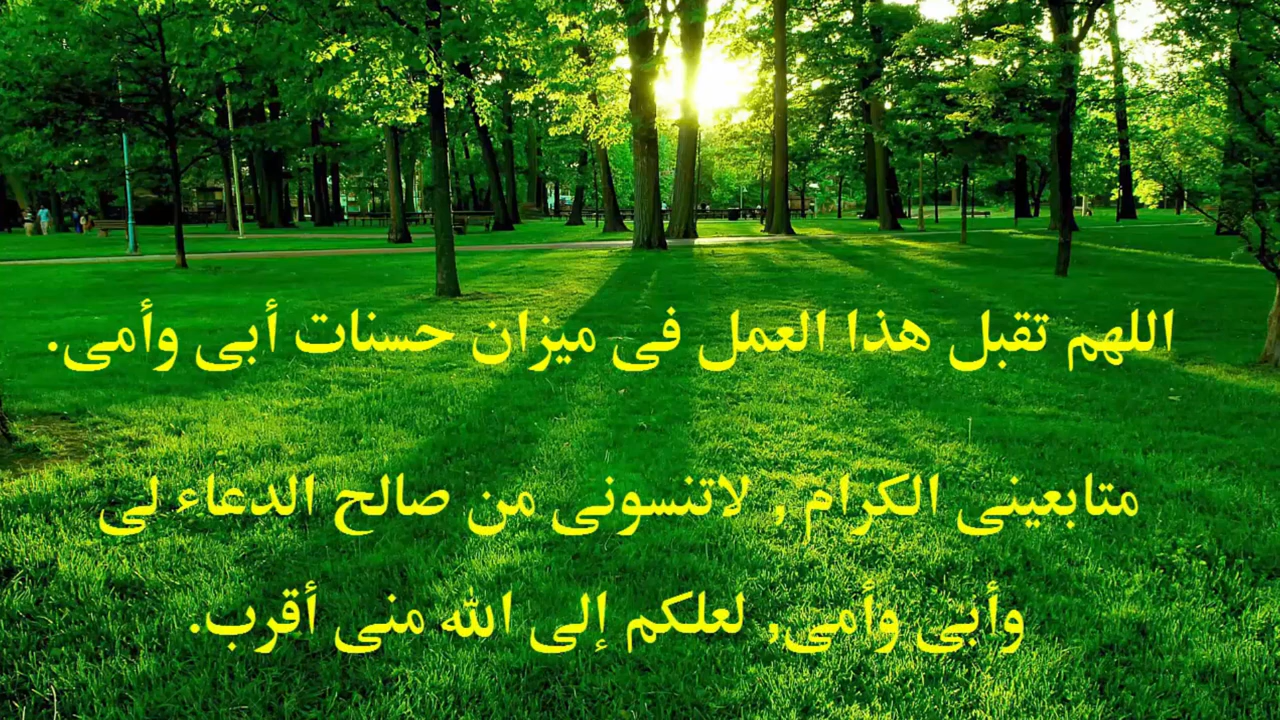 اللهم تقبل هذا العمل فى ميزان حسنات أبى وأمى.
متابعينى الكرام , لاتنسونى من صالح الدعاء لى
وأبى وأمى, لعلكم إلى الله منى أقرب.